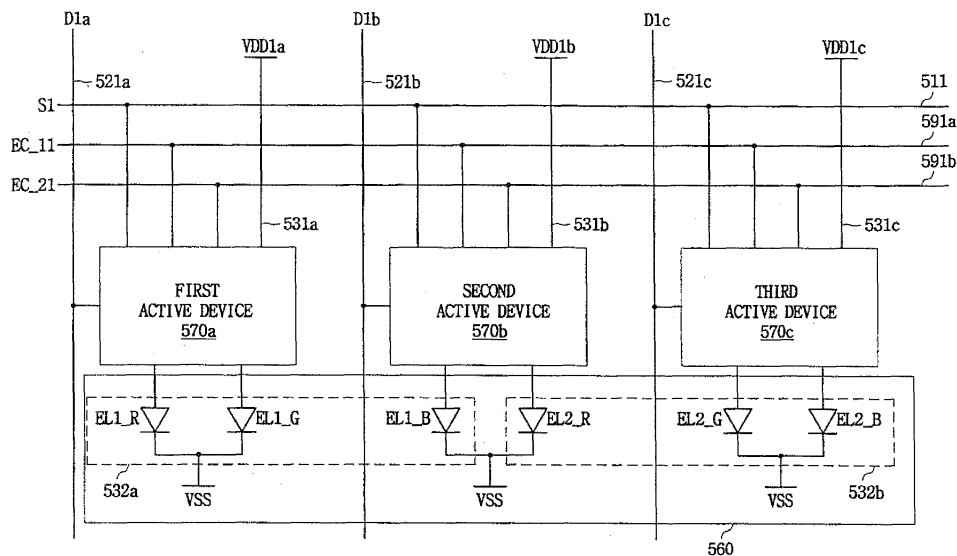 D1a D1b D1c
VDD1a VDD1b VDD1c
521a 521b 521c
S1 511
EC_11 591a
EC_21 591b
531a 531b 531c
FIRST ACTIVE DEVICE 570a
SECOND ACTIVE DEVICE 570b
THIRD ACTIVE DEVICE 570c
EL1_R EL1_G EL1_B EL2_R EL2_G EL2_B
532a VSS VSS VSS 532b
560